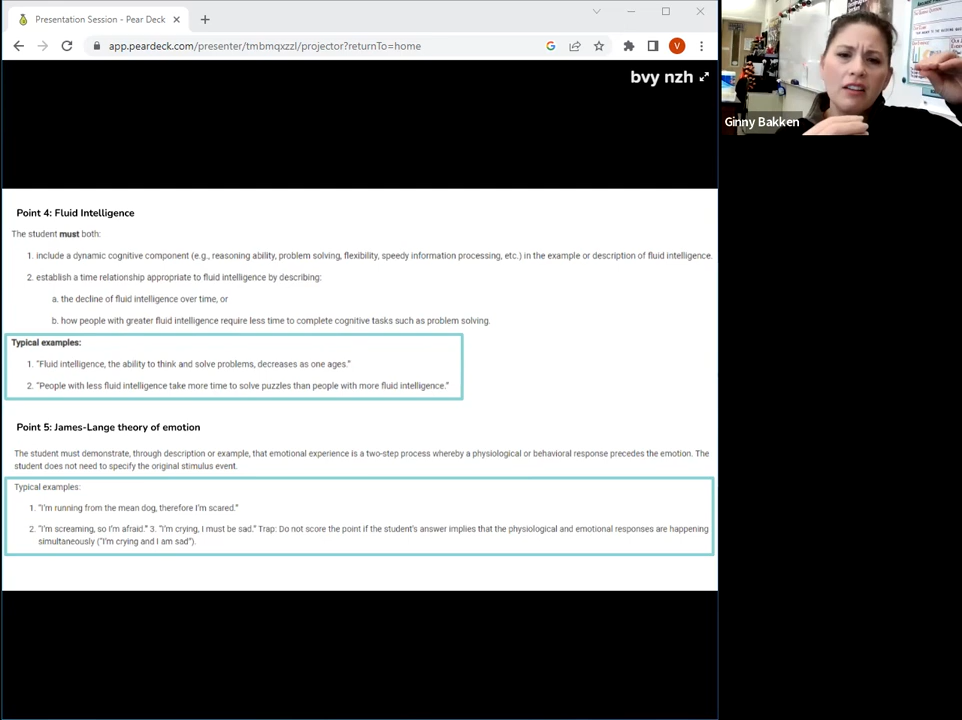 Presentation Session - Pear Deck
app.peardeck.com/presenter/tmbmqxzzl/projector?returnTo=home
V
bvy nzh
Ginny Bakken
Point 4: Fluid Intelligence
The student must both:
1. include a dynamic cognitive component (e.g., reasoning ability, problem solving, flexibility, speedy information processing, etc.) in the example or description of fluid intelligence.
2. establish a time relationship appropriate to fluid intelligence by describing:
a. the decline of fluid intelligence over time, or
b. how people with greater fluid intelligence require less time to complete cognitive tasks such as problem solving.
Typical examples:
1. "Fluid intelligence, the ability to think and solve problems, decreases as one ages."
2. "People with less fluid intelligence take more time to solve puzzles than people with more fluid intelligence."
Point 5: James-Lange theory of emotion
The student must demonstrate, through description or example, that emotional experience is a two-step process whereby a physiological or behavioral response precedes the emotion. The
student does not need to specify the original stimulus event.
Typical examples:
1. "I'm running from the mean dog, therefore I'm scared."
2. "I'm screaming, so I'm afraid." 3. "I'm crying, I must be sad." Trap: Do not score the point if the student's answer implies that the physiological and emotional responses are happening
simultaneously ("I'm crying and I am sad").